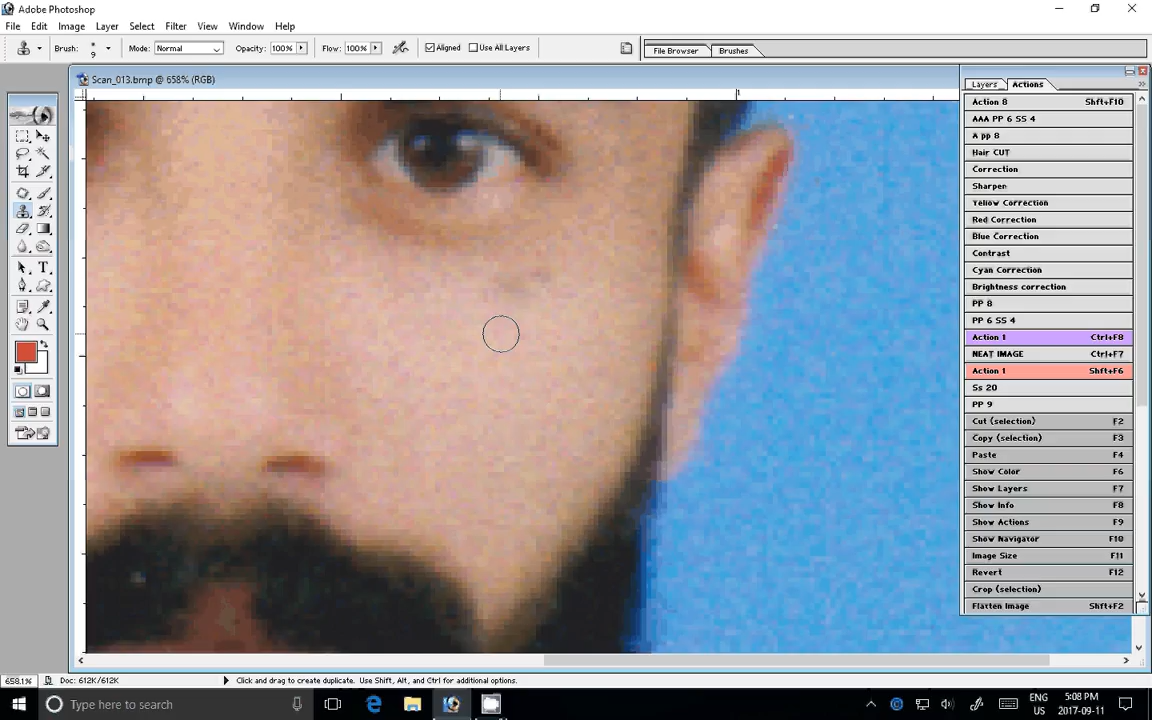 Adobe Photoshop
File Edit Image Layer Select Filter View Window Help
Brush: 9 Mode: Normal Opacity: 100% Flow: 100% Aligned Use All Layers File Browser Brushes
Scan_013.bmp @ 658% (RGB)
Layers Actions
Action 8 Shft+F10
AAA PP 6 SS 4
A pp 8
Hair CUT
Correction
Sharpen
Yellow Correction
Red Correction
Blue Correction
Contrast
Cyan Correction
Brightness correction
PP 8
PP 6 SS 4
Action 1 Ctrl+F8
NEAT IMAGE Ctrl+F7
Action 1 Shft+F6
Ss 20
PP 9
Cut (selection) F2
Copy (selection) F3
Paste F4
Show Color F6
Show Layers F7
Show Info F8
Show Actions F9
Show Navigator F10
Image Size F11
Revert F12
Crop (selection)
Flatten Image Shft+F2
658.1% Doc: 612K/612K Click and drag to create duplicate. Use Shift, Alt, and Ctrl for additional options.
Type here to search
ENG 5:08 PM
US 2017-09-11